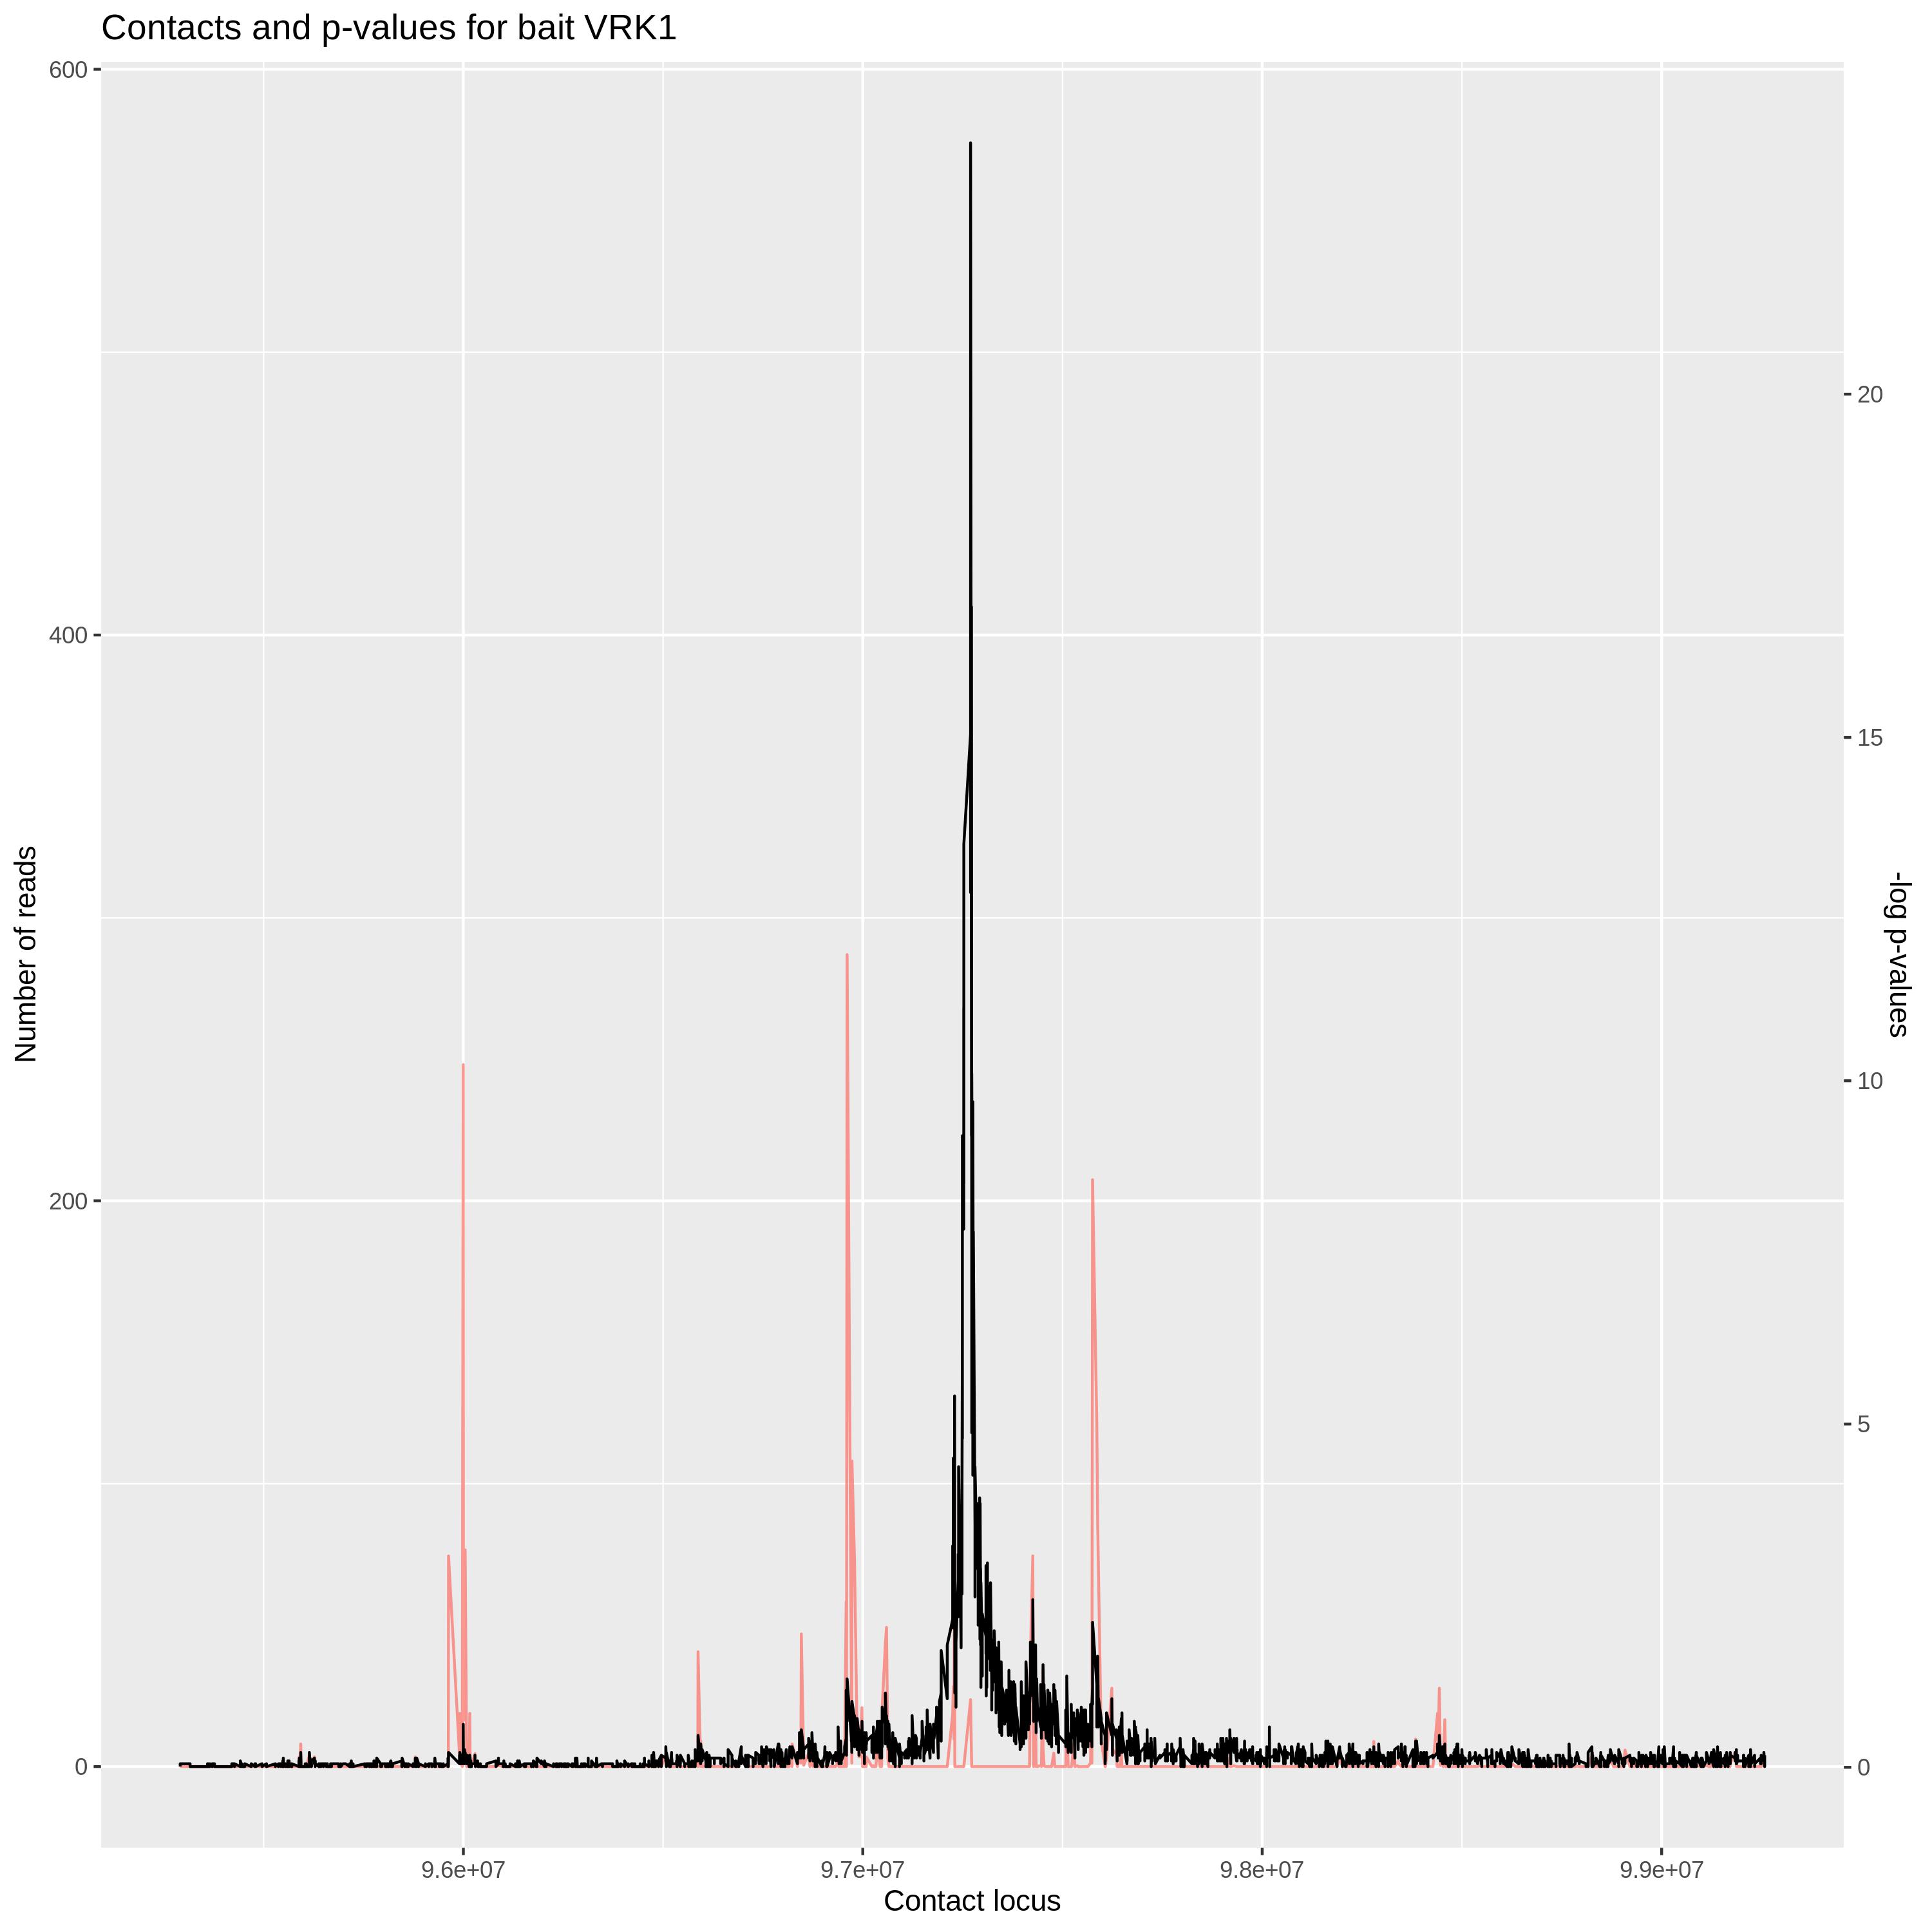 Contacts and p-values for bait VRK1
600
400
200
0
Number of reads
20
15
10
5
0
-log p-values
9.6e+07
9.7e+07
9.8e+07
9.9e+07
Contact locus